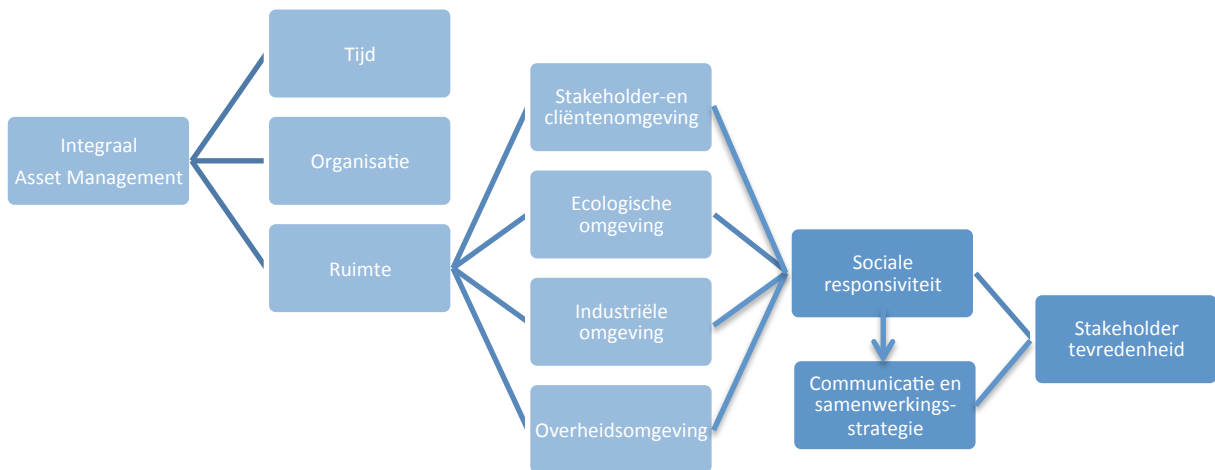 Integraal
Asset Management
Tijd
Organisatie
Ruimte
Stakeholder-en
cliëntenomgeving
Ecologische
omgeving
Industriële
omgeving
Overheidsomgeving
Sociale
responsiviteit
Communicatie en
samenwerkings-
strategie
Stakeholder
tevredenheid